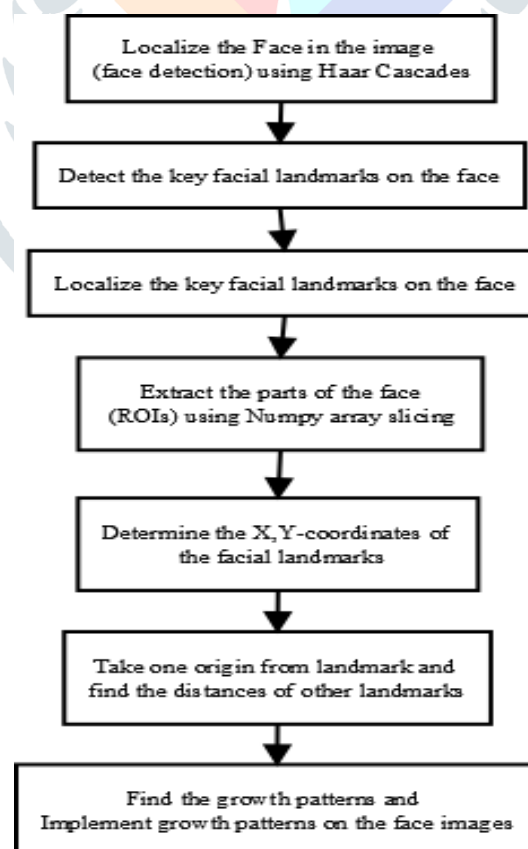 Localize the Face in the image
(face detection) using Haar Cascades
Detect the key facial landmarks on the face
Localize the key facial landmarks on the face
Extract the parts of the face
(ROIs) using Numpy array slicing
Determine the X,Y-coordinates of
the facial landmarks
Take one origin from landmark and
find the distances of other landmarks
Find the growth patterns and
Implement growth patterns on the face images